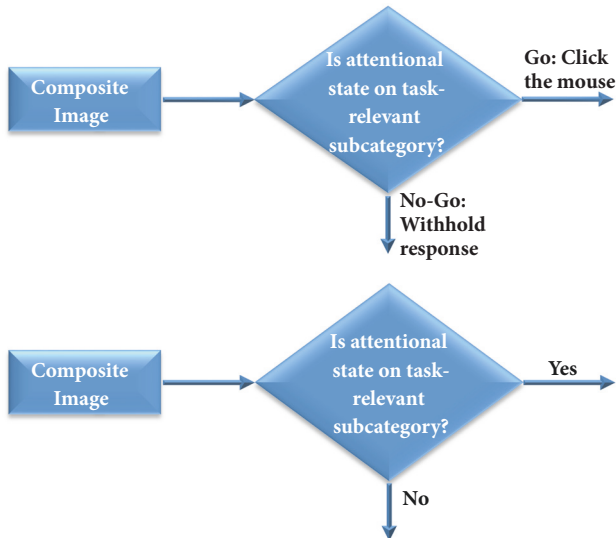 Composite
Image
Is attentional
state on task-
relevant
subcategory?
Go: Click
the mouse
No-Go:
Withhold
response
Composite
Image
Is attentional
state on task-
relevant
subcategory?
Yes
No